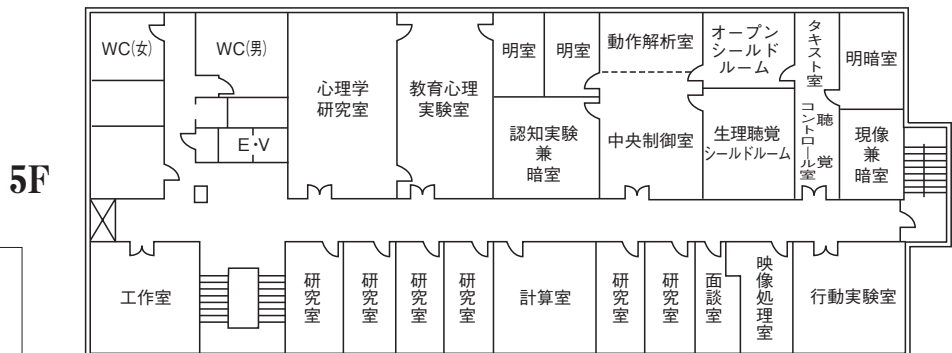 5F
WC(女)
WC(男)
E・V
心理学
研究室
教育心理
実験室
明室
明室
認知実験
兼
暗室
動作解析室
中央制御室
オープン
シールド
ルーム
生理聴覚
シールドルーム
タキスト室
聴覚
コントロール室
明暗室
現像
兼
暗室
工作室
研究室
研究室
研究室
研究室
計算室
研究室
研究室
面談室
映像処理室
行動実験室